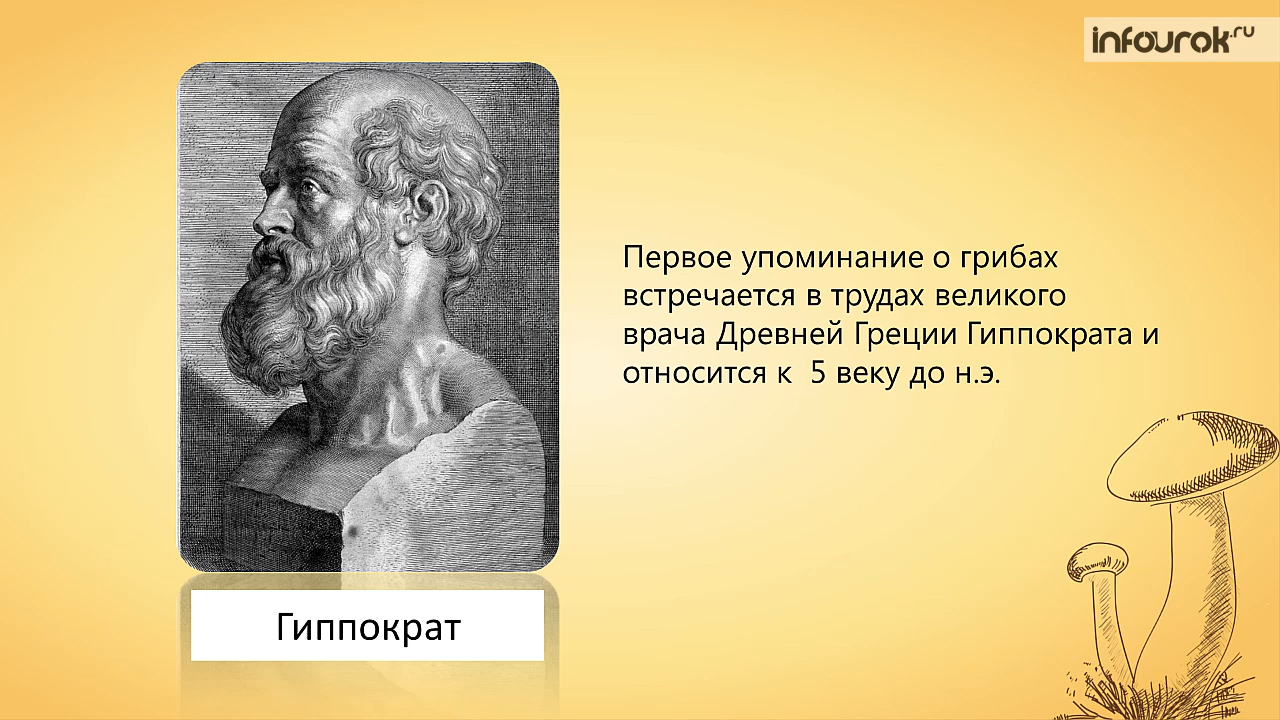 infourok.ru
Первое упоминание о грибах
встречается в трудах великого
врача Древней Греции Гиппократа и
относится к  5 веку до н.э.
Гиппократ